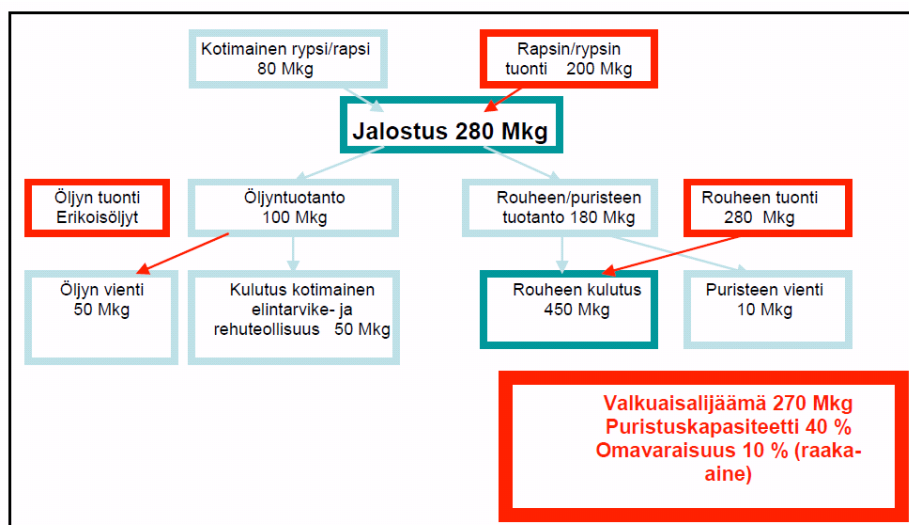 Kotimainen rypsi/rapsi
80 Mkg
Rapsin/rypsin
tuonti 200 Mkg
Jalostus 280 Mkg
Öljyn tuonti
Erikoisöljyt
Öljyntuotanto
100 Mkg
Rouheen/puristeen
tuotanto 180 Mkg
Rouheen tuonti
280 Mkg
Öljyn vienti
50 Mkg
Kulutus kotimainen
elintarvike- ja
rehuteollisuus 50 Mkg
Rouheen kulutus
450 Mkg
Puristeen vienti
10 Mkg
Valkuaisalijäämä 270 Mkg
Puristuskapasiteetti 40 %
Omavaraisuus 10 % (raaka-
aine)